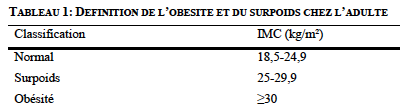 TABLEAU 1: DEFINITION DE L'OBESITE ET DU SURPOIDS CHEZ L'ADULTE
Classification IMC (kg/m²)
Normal 18,5-24,9
Surpoids 25-29,9
Obésité ≥30